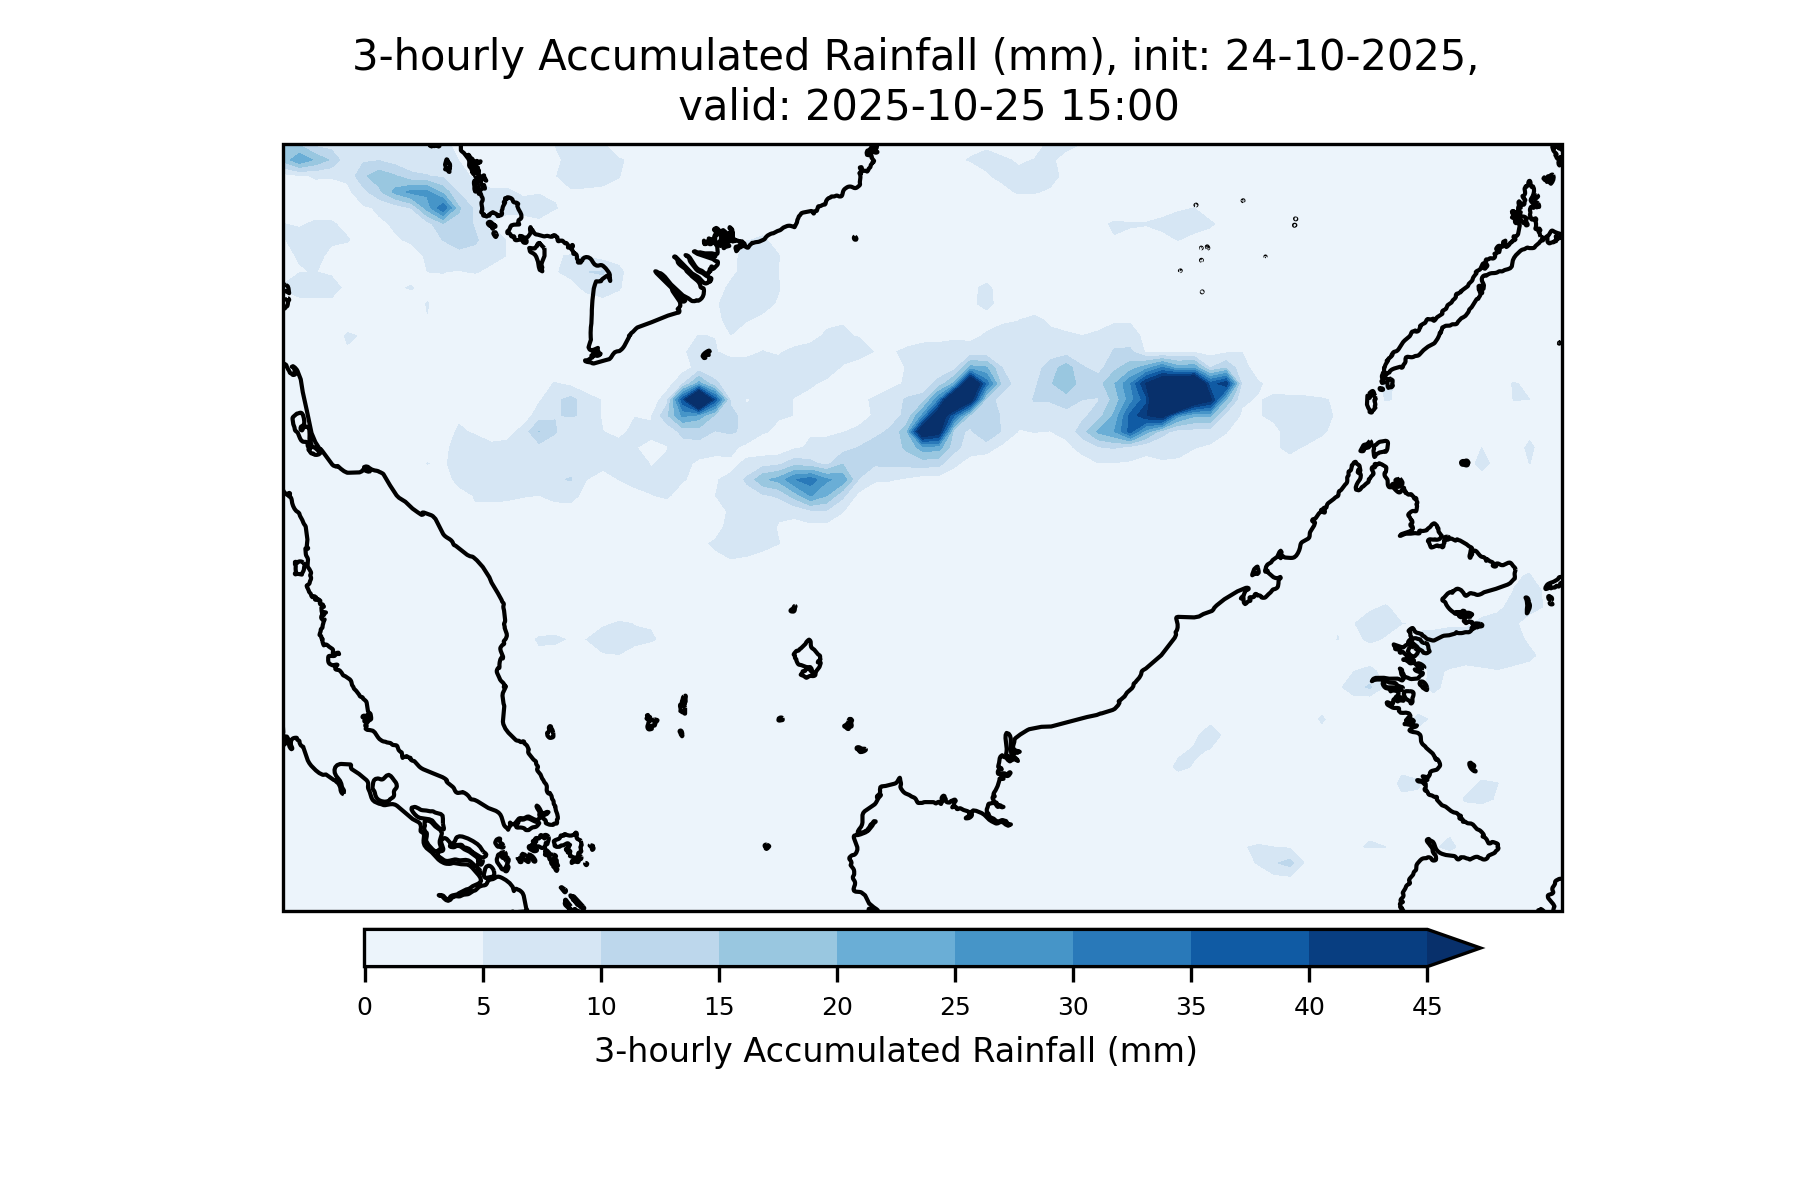 3-hourly Accumulated Rainfall (mm), init: 24-10-2025,
valid: 2025-10-25 15:00
0 5 10 15 20 25 30 35 40 45
3-hourly Accumulated Rainfall (mm)